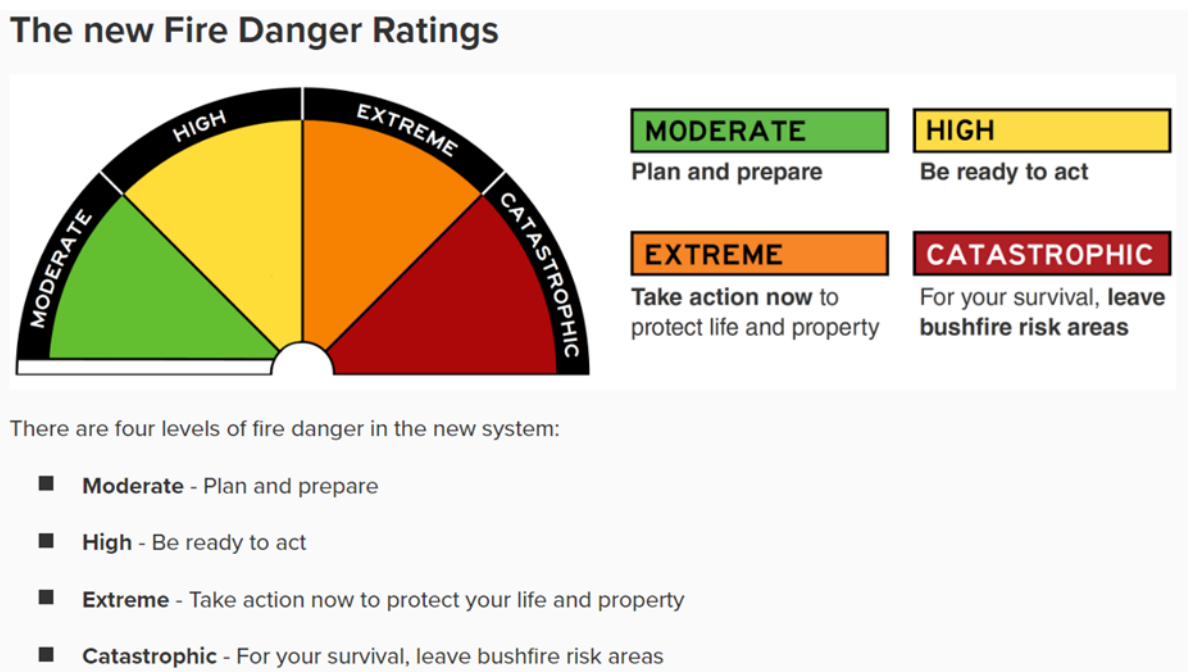 The new Fire Danger Ratings
MODERATE
HIGH
EXTREME
CATASTROPHIC
MODERATE
Plan and prepare
HIGH
Be ready to act
EXTREME
Take action now to
protect life and property
CATASTROPHIC
For your survival, leave
bushfire risk areas
There are four levels of fire danger in the new system:
Moderate - Plan and prepare
High - Be ready to act
Extreme - Take action now to protect your life and property
Catastrophic - For your survival, leave bushfire risk areas